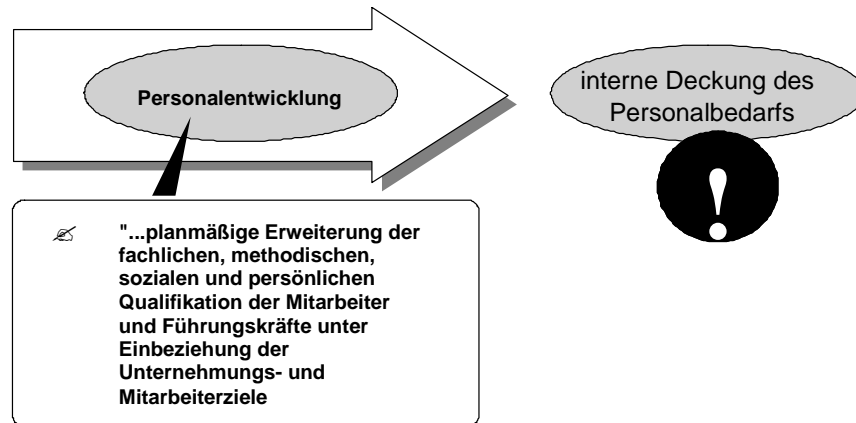 Personalentwicklung
interne Deckung des
Personalbedarfs
!
"...planmäßige Erweiterung der
fachlichen, methodischen,
sozialen und persönlichen
Qualifikation der Mitarbeiter
und Führungskräfte unter
Einbeziehung der
Unternehmungs- und
Mitarbeiterziele